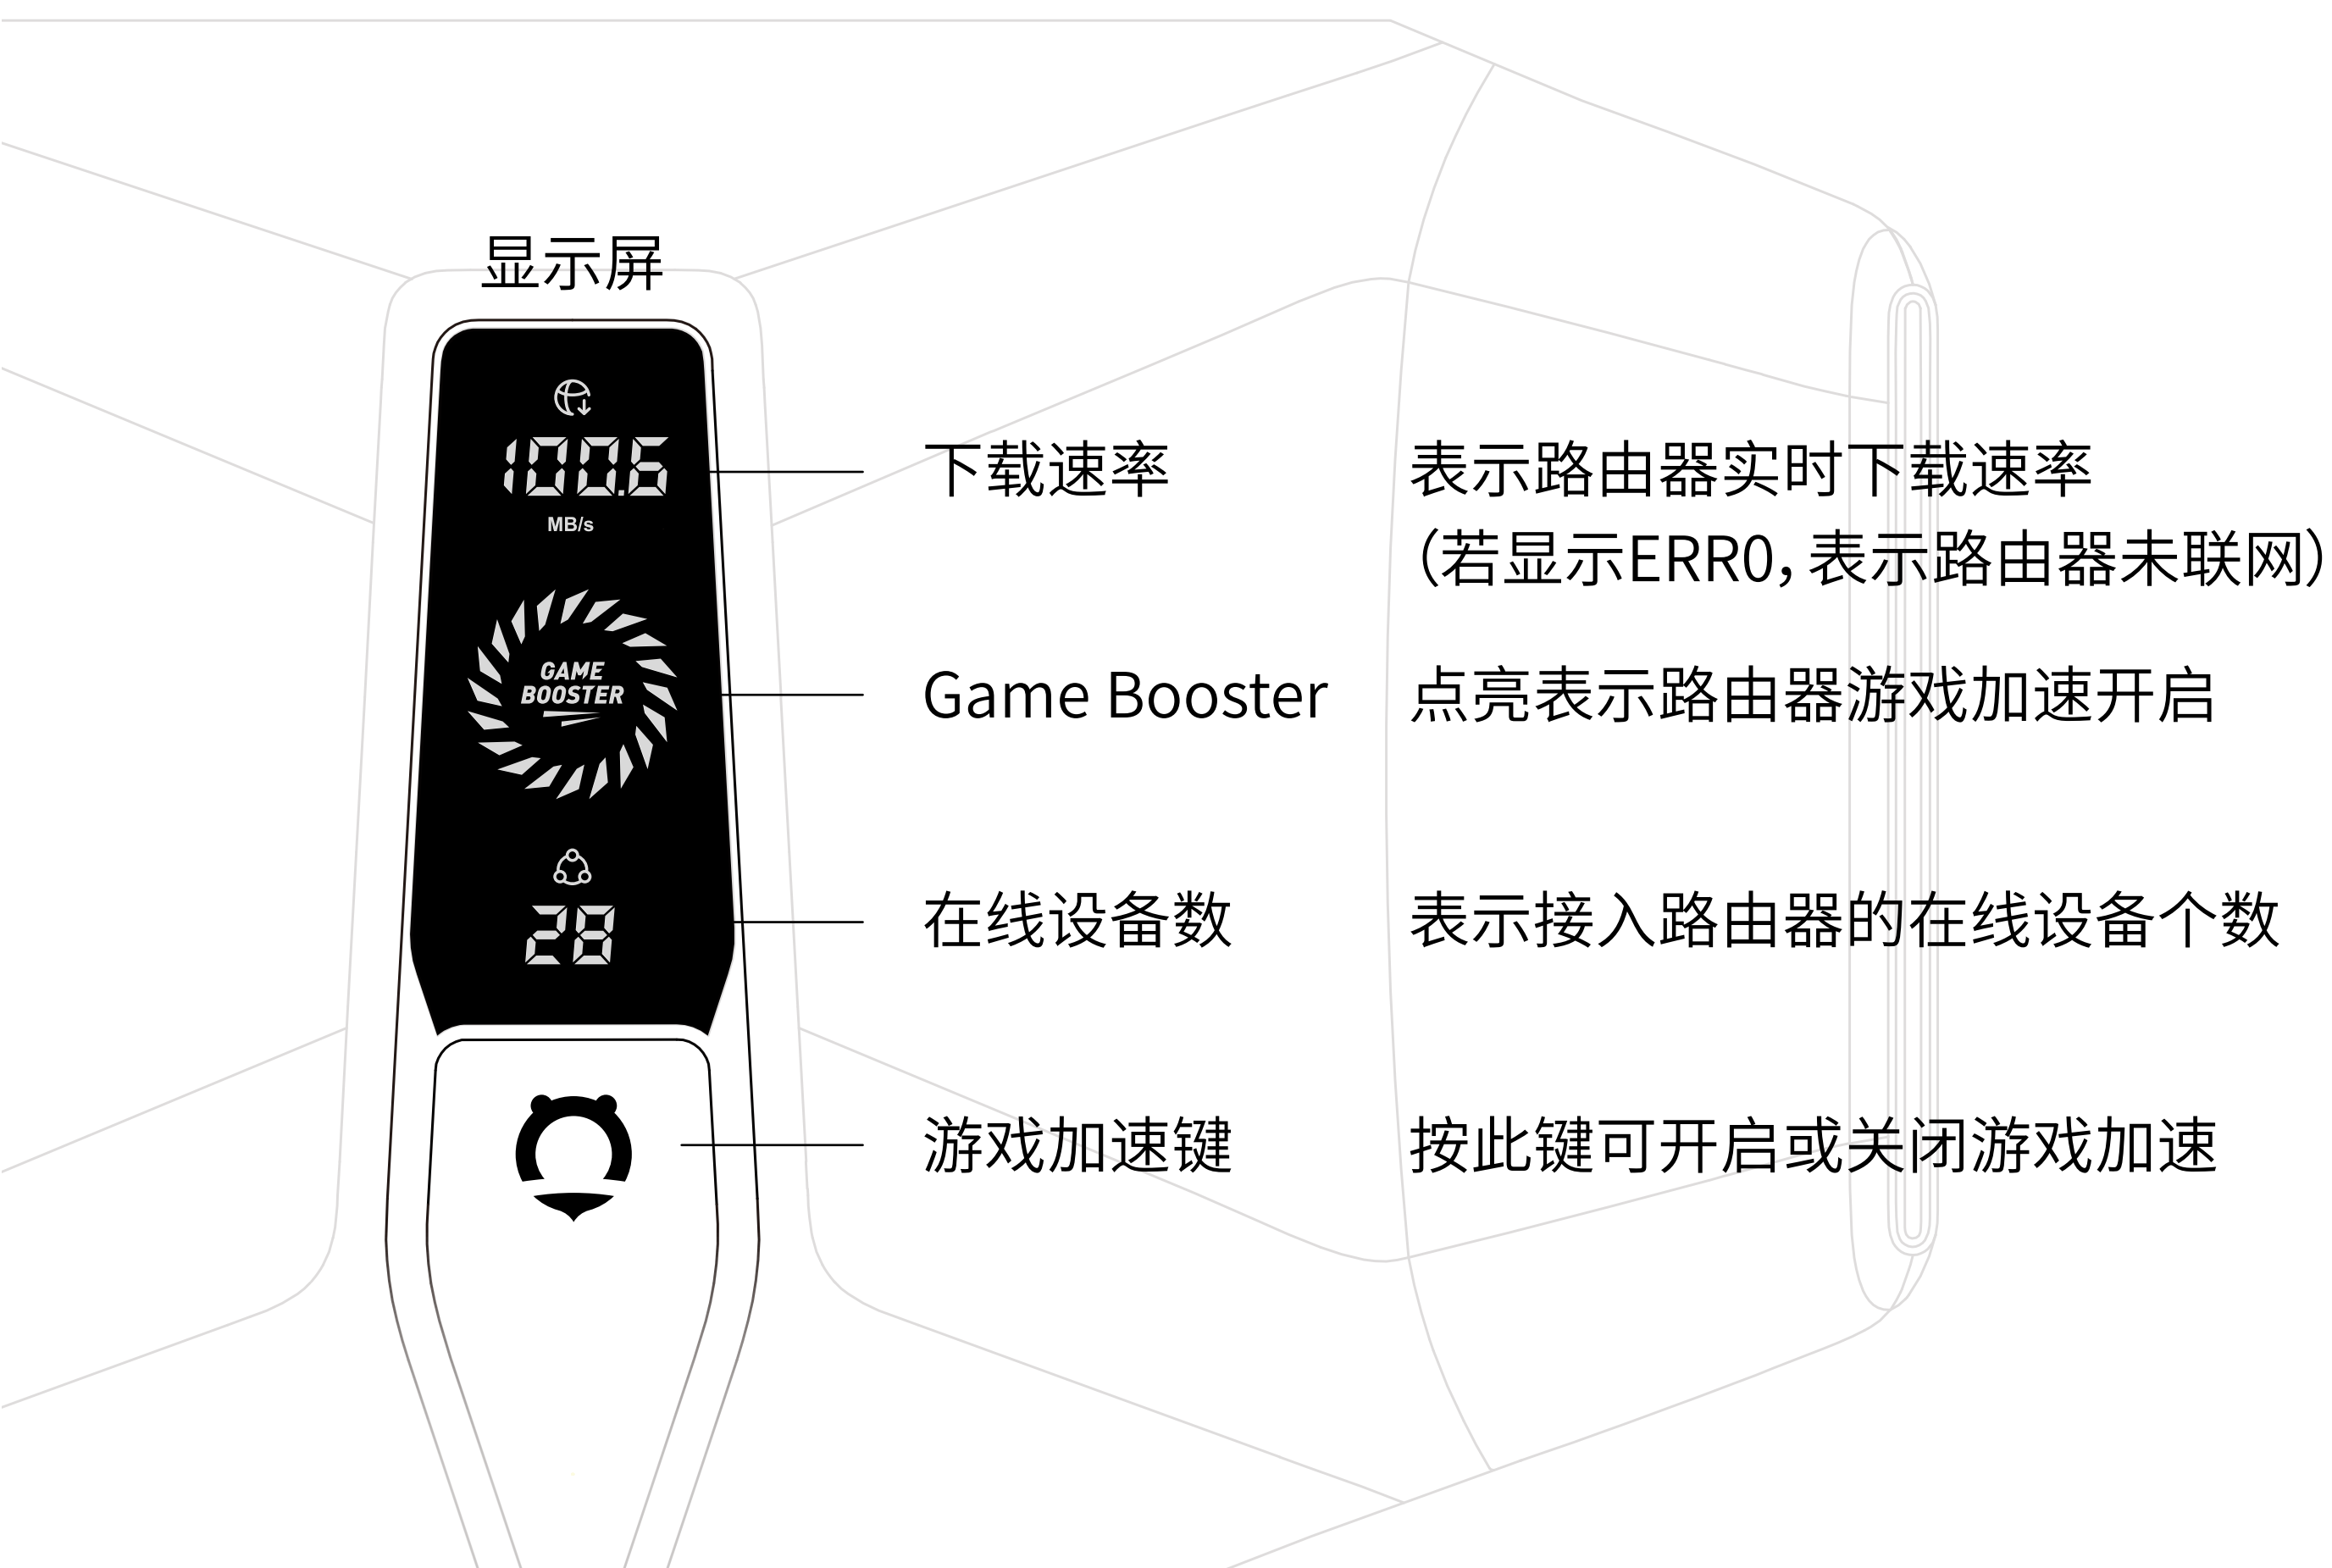 显示屏
100.6
MB/s
下载速率
表示路由器实时下载速率
（若显示ERR0，表示路由器未联网）
GAME
BOOSTER
Game Booster
点亮表示路由器游戏加速开启
28
在线设备数
表示接入路由器的在线设备个数
游戏加速键
按此键可开启或关闭游戏加速